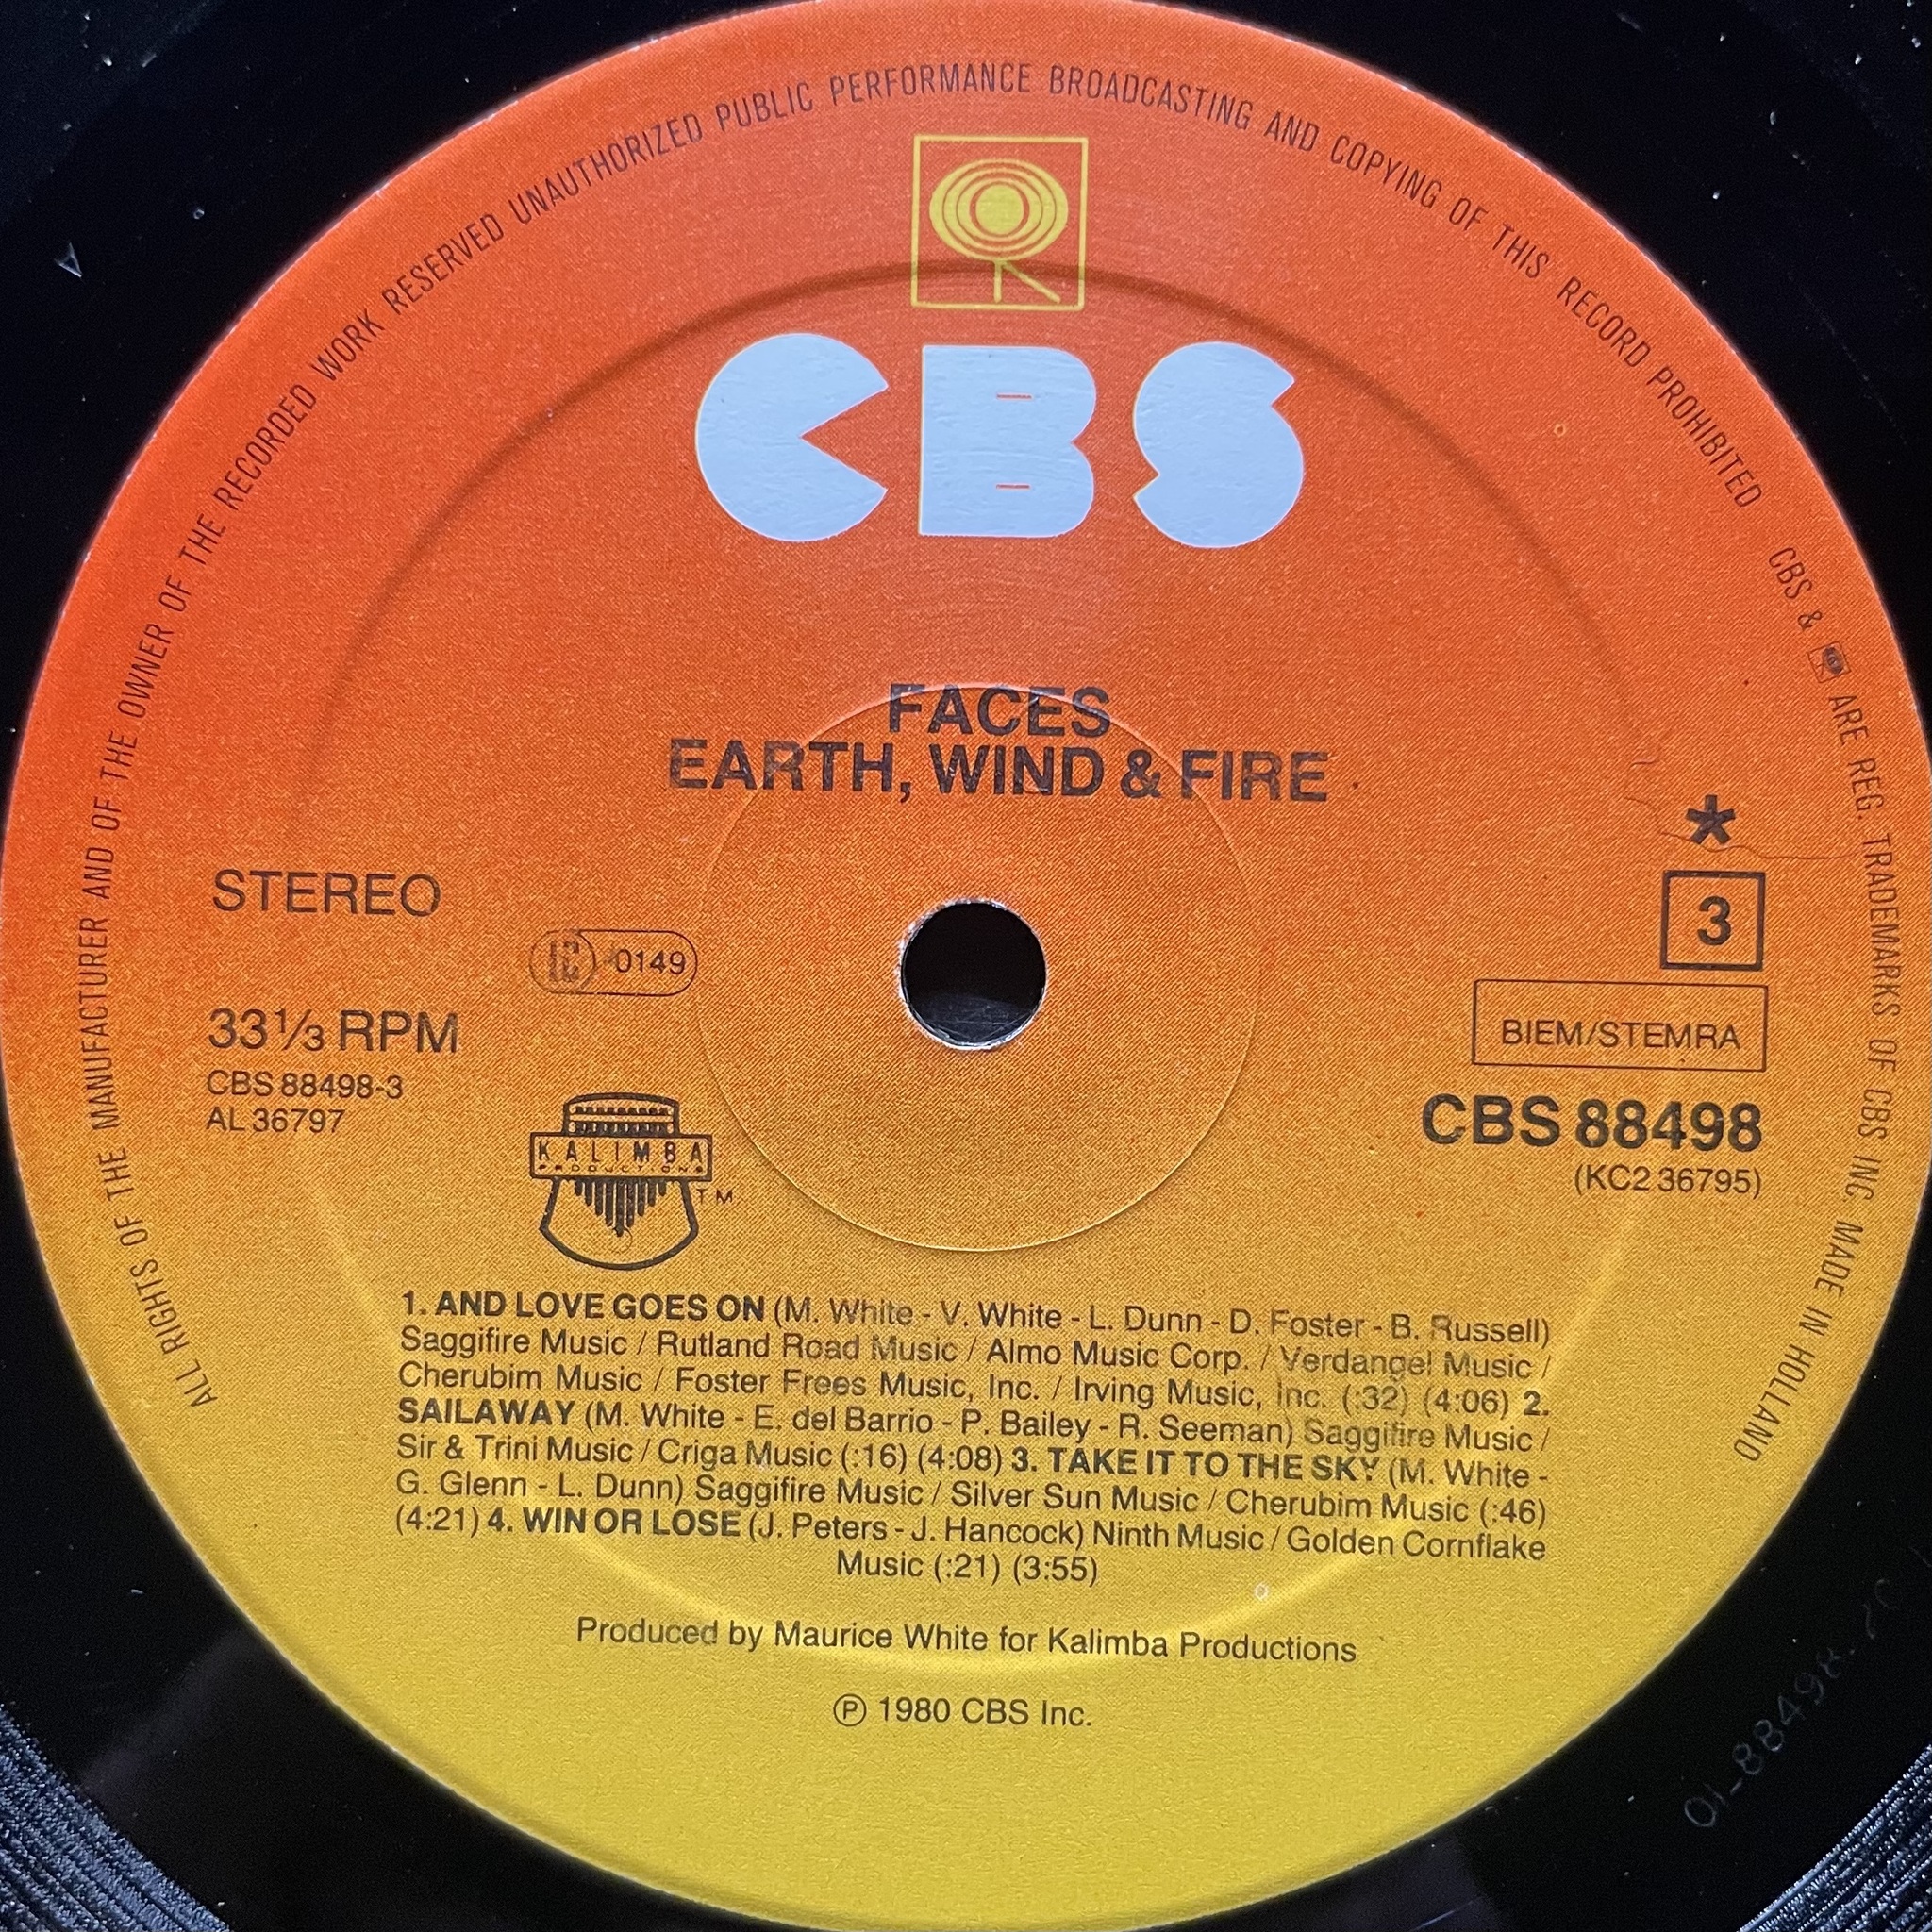 ALL RIGHTS OF THE MANUFACTURER AND OF THE OWNER OF THE RECORDED WORK RESERVED UNAUTHORIZED PUBLIC PERFORMANCE BROADCASTING AND COPYING OF THIS RECORD PROHIBITED
CBS & ARE REG. TRADEMARKS OF CBS INC. MADE IN HOLLAND
CBS
FACES
EARTH, WIND & FIRE
*
STEREO
3
LC 0149
33⅓ RPM
BIEM/STEMRA
CBS 88498-3
AL 36797
CBS 88498
(KC2 36795)
KALIMBA
PRODUCTIONS
TM
1. AND LOVE GOES ON (M. White - V. White - L. Dunn - D. Foster - B. Russell)
Saggifire Music / Rutland Road Music / Almo Music Corp. / Verdangel Music /
Cherubim Music / Foster Frees Music, Inc. / Irving Music, Inc. (:32) (4:06) 2.
SAILAWAY (M. White - E. del Barrio - P. Bailey - R. Seeman) Saggifire Music /
Sir & Trini Music / Criga Music (:16) (4:08) 3. TAKE IT TO THE SKY (M. White -
G. Glenn - L. Dunn) Saggifire Music / Silver Sun Music / Cherubim Music (:46)
(4:21) 4. WIN OR LOSE (J. Peters - J. Hancock) Ninth Music / Golden Cornflake
Music (:21) (3:55)
Produced by Maurice White for Kalimba Productions
℗ 1980 CBS Inc.